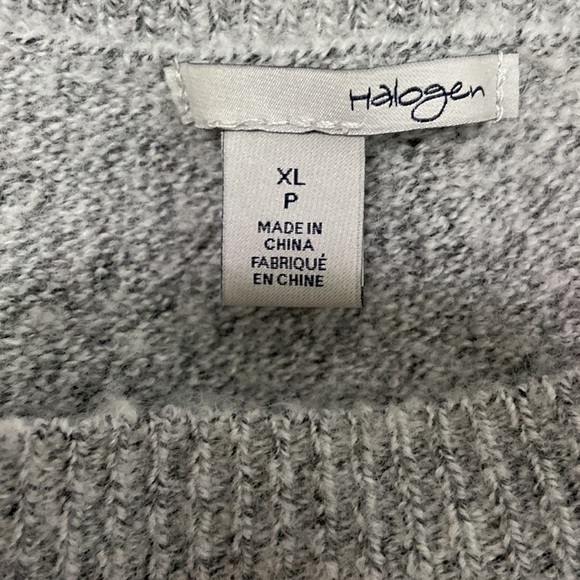 Halogen
XL
P
MADE IN
CHINA
FABRIQUÉ
EN CHINE